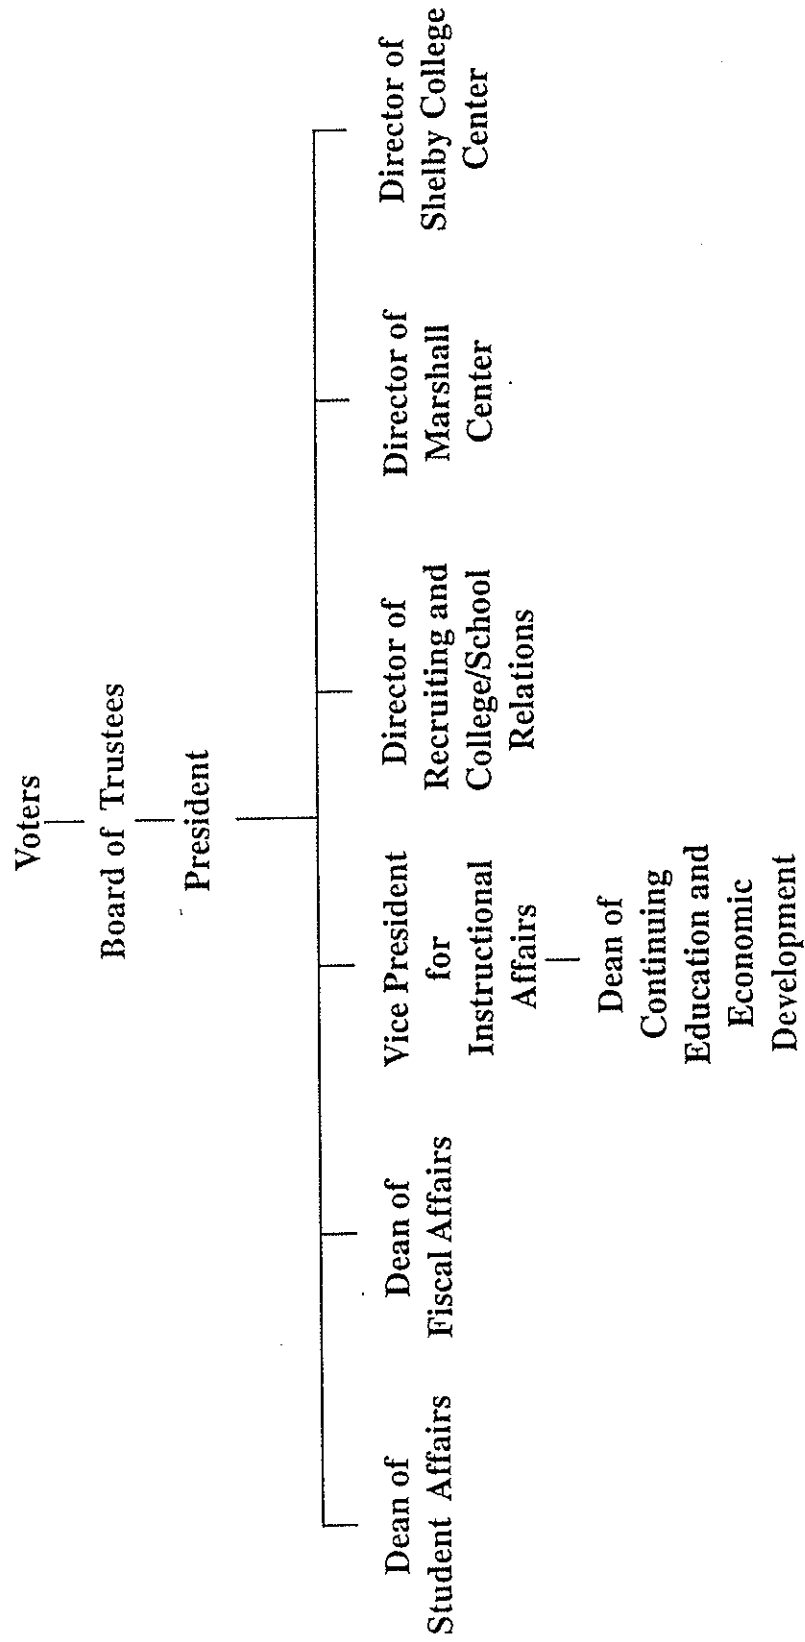 Voters
Board of Trustees
President
Dean of
Student Affairs
Dean of
Fiscal Affairs
Vice President
for
Instructional
Affairs
Dean of
Continuing
Education and
Economic
Development
Director of
Recruiting and
College/School
Relations
Director of
Marshall
Center
Director of
Shelby College
Center